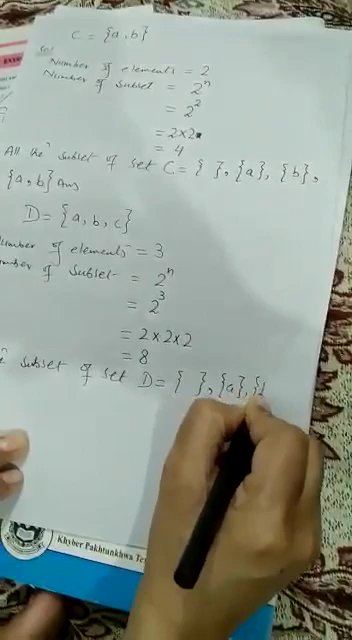 C = {a, b}
Sol
Number of elements = 2
Number of subset = 2ⁿ
= 2²
= 2×2
= 4
All the subset of set C = { }, {a}, {b},
{a, b} Ans
D = {a, b, c}
Number of elements = 3
Number of subset = 2ⁿ
= 2³
= 2 × 2 × 2
= 8
subset of set D = { }, {a}, {
Khyber Pakhtunkhwa Te